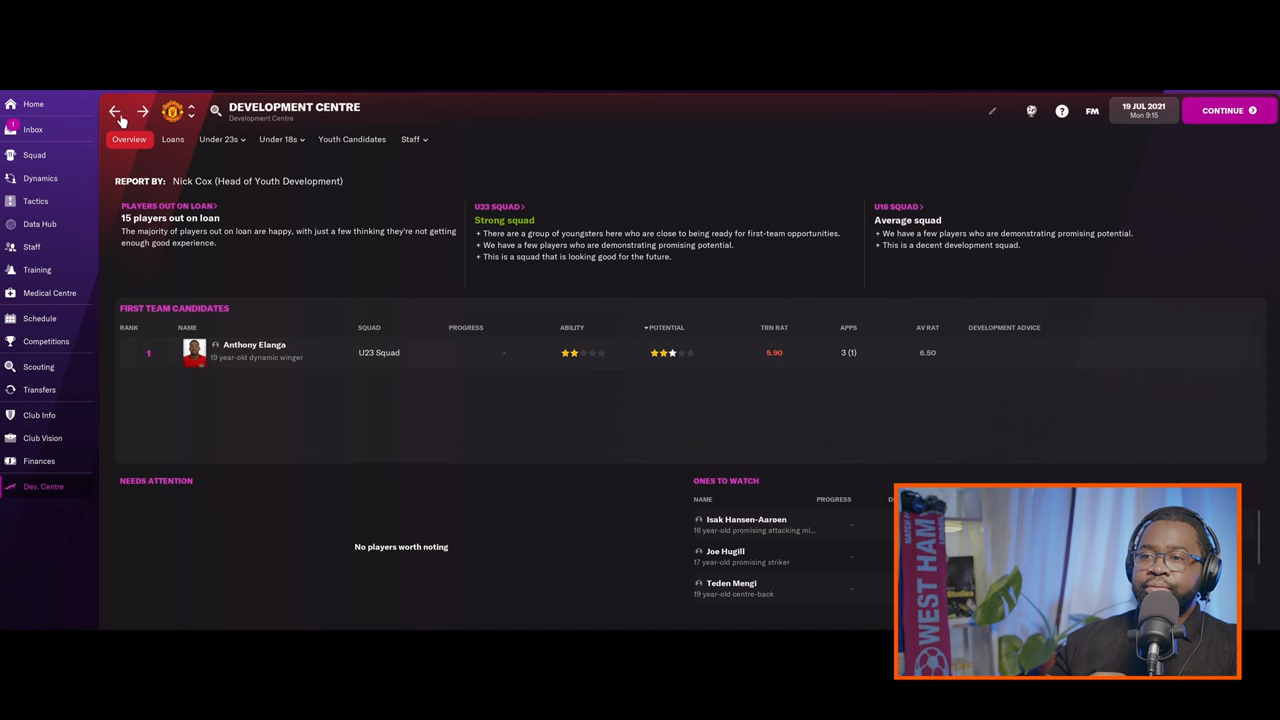 Home
Inbox
1
Squad
Dynamics
Tactics
Data Hub
Staff
Training
Medical Centre
Schedule
Competitions
Scouting
Transfers
Club Info
Club Vision
Finances
Dev. Centre
DEVELOPMENT CENTRE
Development Centre
FM
19 JUL 2021
Mon 9:15
CONTINUE
Overview
Loans
Under 23s
Under 18s
Youth Candidates
Staff
REPORT BY: Nick Cox (Head of Youth Development)
PLAYERS OUT ON LOAN>
15 players out on loan
The majority of players out on loan are happy, with just a few thinking they're not getting
enough good experience.
U23 SQUAD>
Strong squad
+ There are a group of youngsters here who are close to being ready for first-team opportunities.
+ We have a few players who are demonstrating promising potential.
+ This is a squad that is looking good for the future.
U18 SQUAD>
Average squad
+ We have a few players who are demonstrating promising potential.
+ This is a decent development squad.
FIRST TEAM CANDIDATES
RANK NAME SQUAD PROGRESS ABILITY POTENTIAL TRN RAT APPS AV RAT DEVELOPMENT ADVICE
1 Anthony Elanga U23 Squad - 5.90 3 (1) 6.50
19 year-old dynamic winger
NEEDS ATTENTION
No players worth noting
ONES TO WATCH
NAME PROGRESS
Isak Hansen-Aarøen -
16 year-old promising attacking mi...
Joe Hugill -
17 year-old promising striker
Teden Mengi -
19 year-old centre-back
WEST HAM